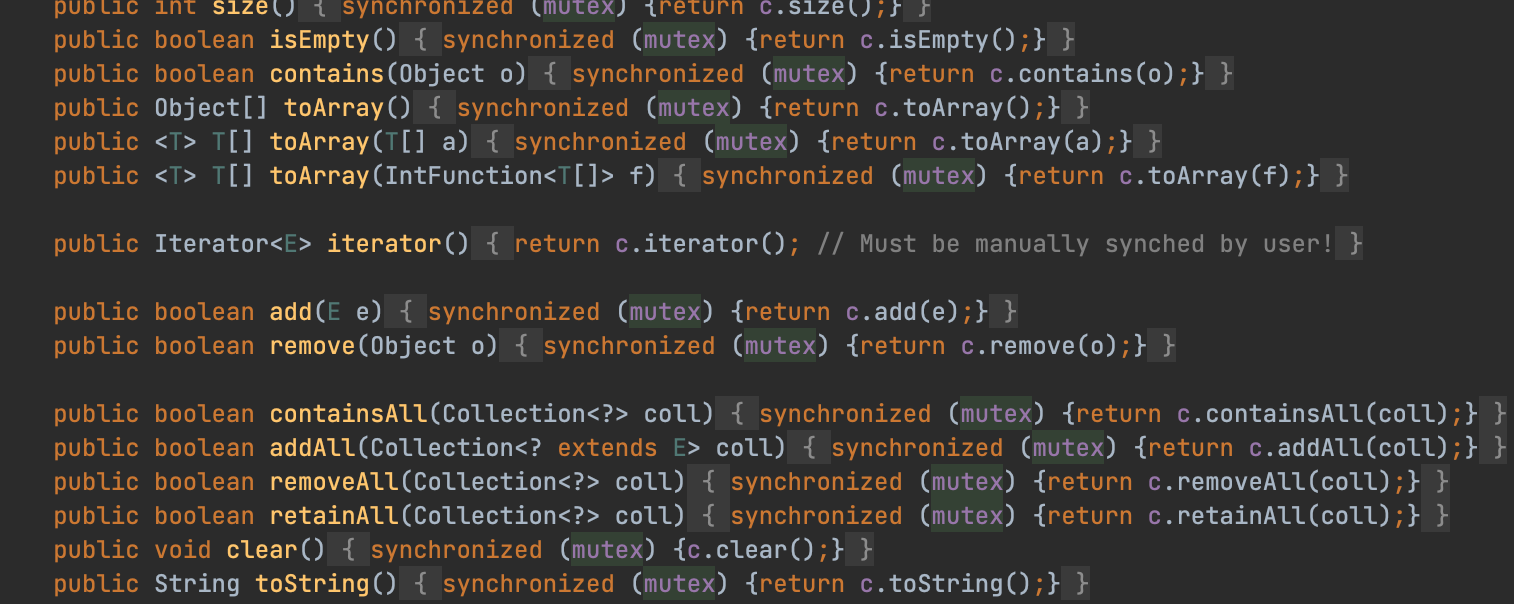 public int size() { synchronized (mutex) {return c.size();} }
public boolean isEmpty() { synchronized (mutex) {return c.isEmpty();} }
public boolean contains(Object o) { synchronized (mutex) {return c.contains(o);} }
public Object[] toArray() { synchronized (mutex) {return c.toArray();} }
public <T> T[] toArray(T[] a) { synchronized (mutex) {return c.toArray(a);} }
public <T> T[] toArray(IntFunction<T[]> f) { synchronized (mutex) {return c.toArray(f);} }
public Iterator<E> iterator() { return c.iterator(); // Must be manually synched by user! }
public boolean add(E e) { synchronized (mutex) {return c.add(e);} }
public boolean remove(Object o) { synchronized (mutex) {return c.remove(o);} }
public boolean containsAll(Collection<?> coll) { synchronized (mutex) {return c.containsAll(coll);} }
public boolean addAll(Collection<? extends E> coll) { synchronized (mutex) {return c.addAll(coll);} }
public boolean removeAll(Collection<?> coll) { synchronized (mutex) {return c.removeAll(coll);} }
public boolean retainAll(Collection<?> coll) { synchronized (mutex) {return c.retainAll(coll);} }
public void clear() { synchronized (mutex) {c.clear();} }
public String toString() { synchronized (mutex) {return c.toString();} }